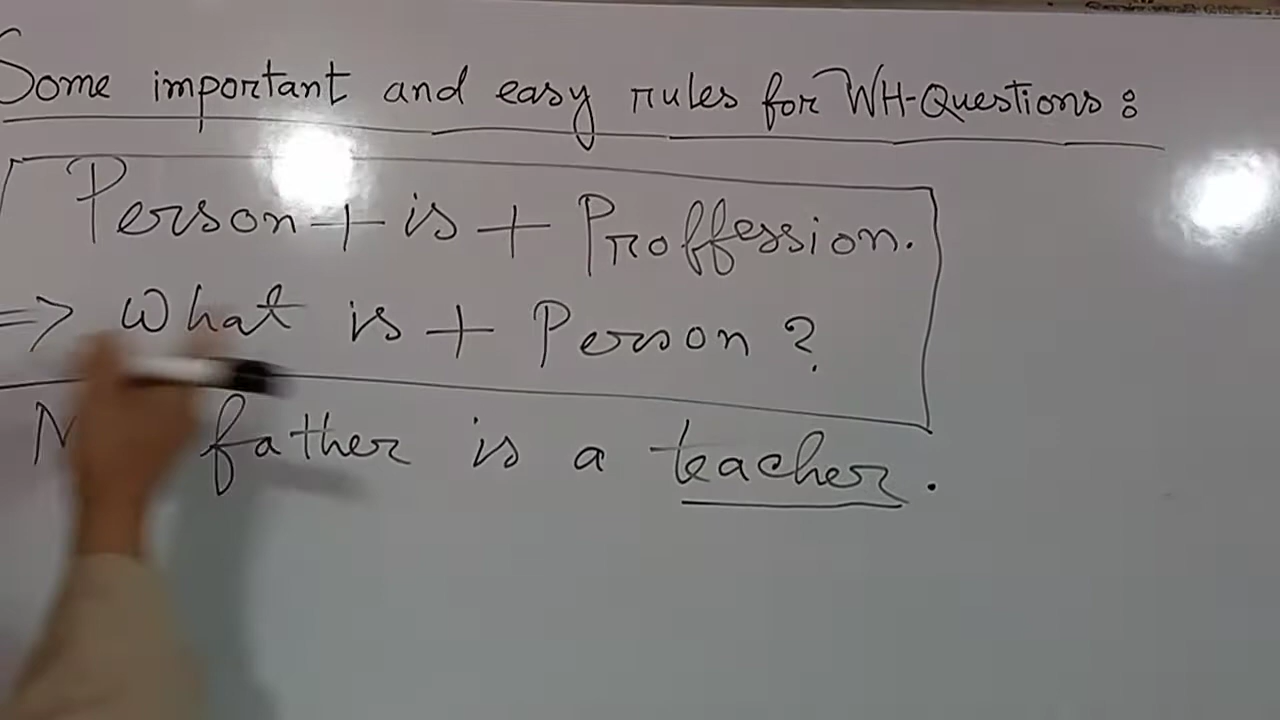 Some important and easy rules for WH-Questions :
Person + is + Proffession.
=> What is + Person ?
father is a teacher.